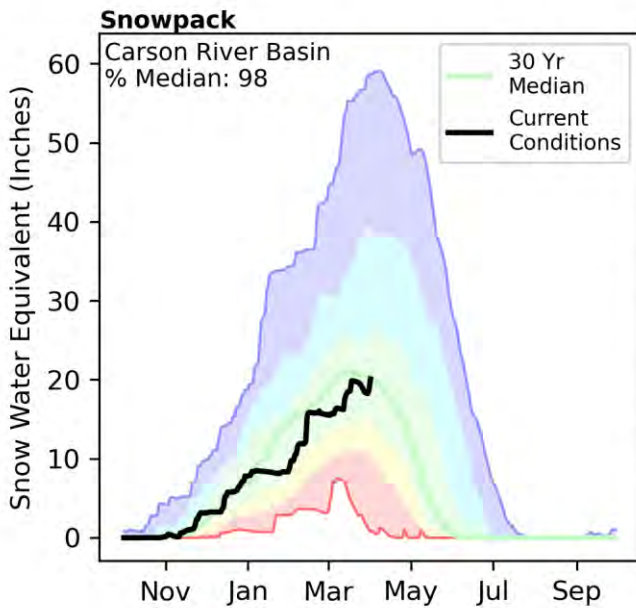 Snowpack
Carson River Basin
% Median: 98
30 Yr
Median
Current
Conditions
Snow Water Equivalent (Inches)
60
50
40
30
20
10
0
Nov
Jan
Mar
May
Jul
Sep